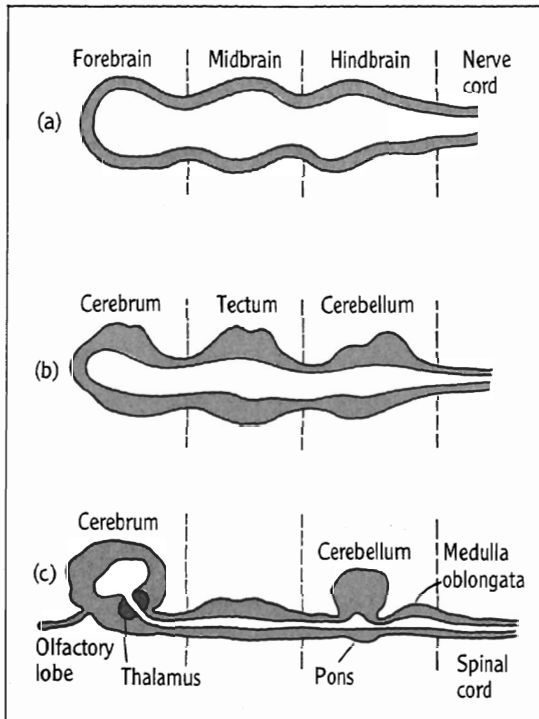 Forebrain Midbrain Hindbrain Nerve
cord
(a)
Cerebrum Tectum Cerebellum
(b)
Cerebrum
Cerebellum Medulla
oblongata
(c)
Olfactory
lobe
Thalamus
Pons
Spinal
cord